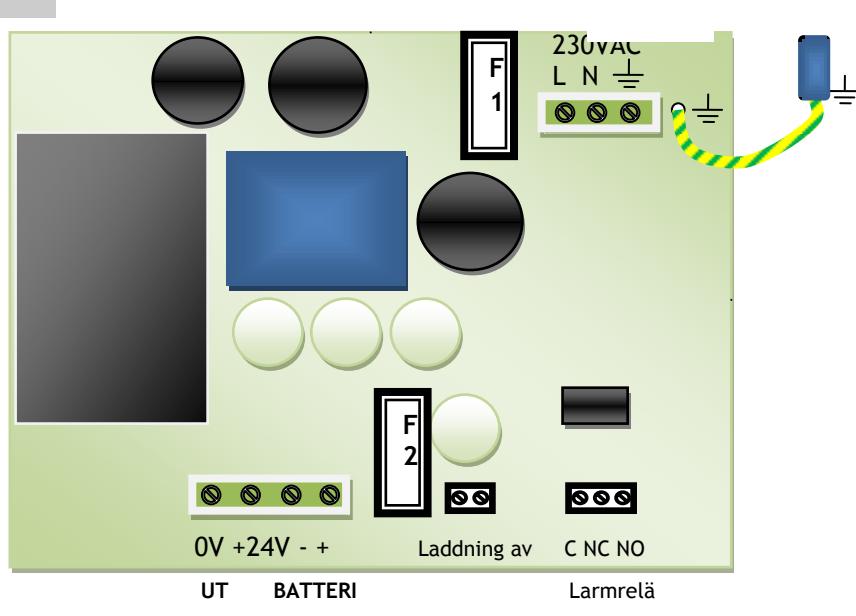 230VAC
L N
F
1
F
2
0V +24V - +
Laddning av
C NC NO
UT
BATTERI
Larmrelä